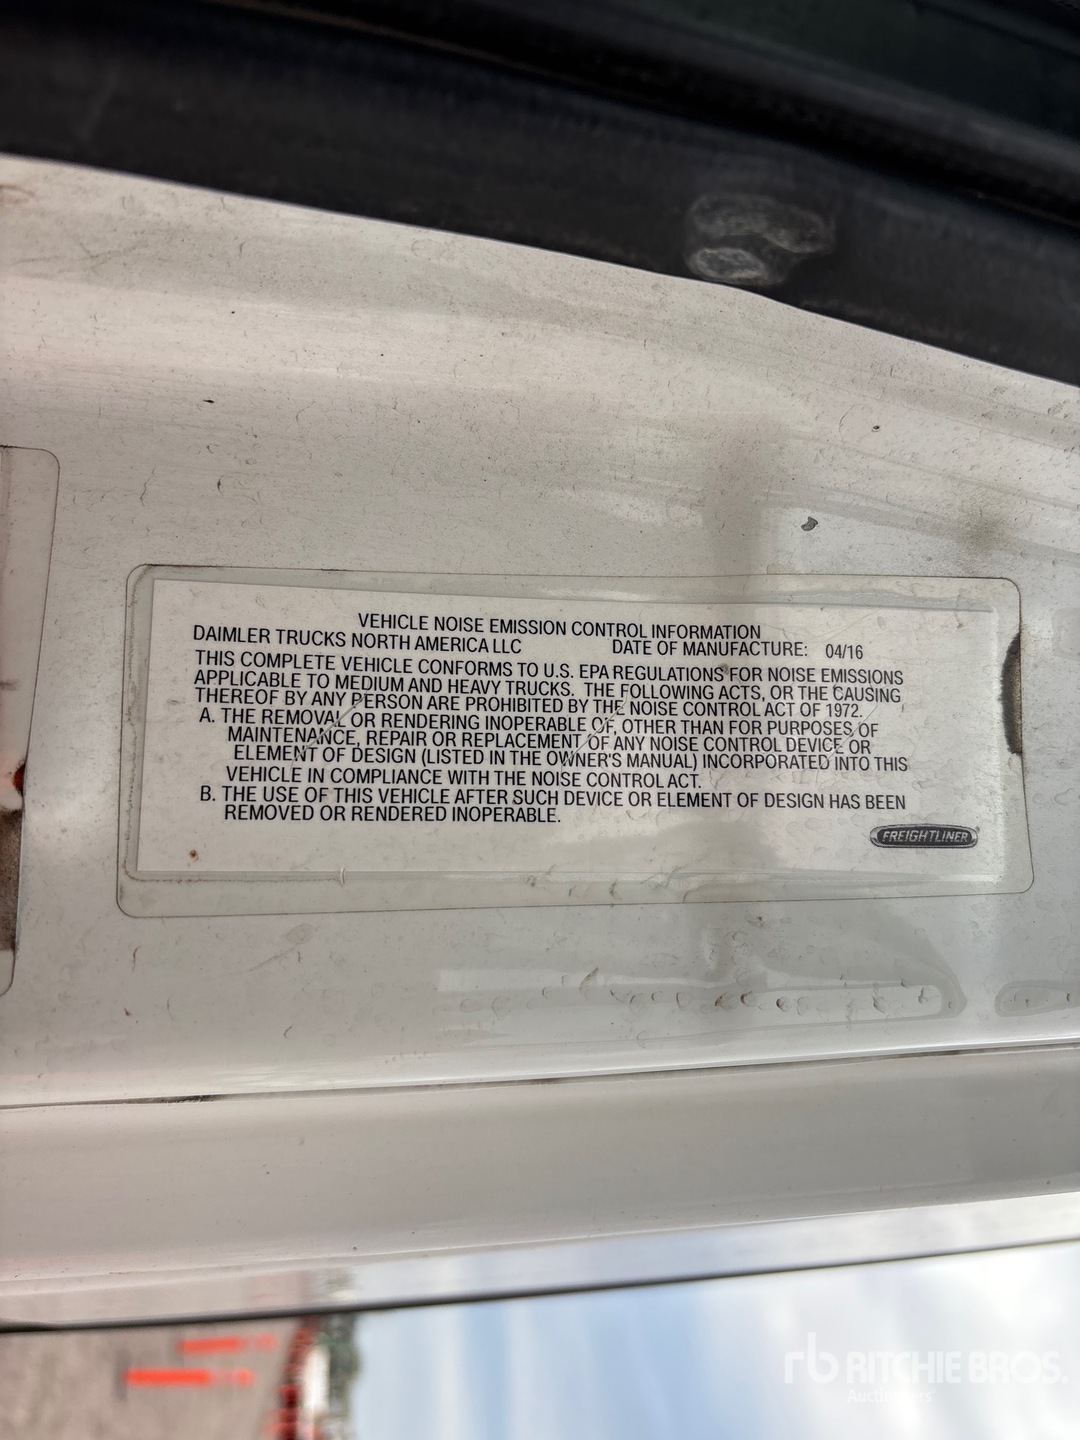 VEHICLE NOISE EMISSION CONTROL INFORMATION
DAIMLER TRUCKS NORTH AMERICA LLC DATE OF MANUFACTURE: 04/16
THIS COMPLETE VEHICLE CONFORMS TO U.S. EPA REGULATIONS FOR NOISE EMISSIONS
APPLICABLE TO MEDIUM AND HEAVY TRUCKS. THE FOLLOWING ACTS, OR THE CAUSING
THEREOF BY ANY PERSON ARE PROHIBITED BY THE NOISE CONTROL ACT OF 1972.
A. THE REMOVAL OR RENDERING INOPERABLE OF, OTHER THAN FOR PURPOSES OF
MAINTENANCE, REPAIR OR REPLACEMENT OF ANY NOISE CONTROL DEVICE OR
ELEMENT OF DESIGN (LISTED IN THE OWNER'S MANUAL) INCORPORATED INTO THIS
VEHICLE IN COMPLIANCE WITH THE NOISE CONTROL ACT.
B. THE USE OF THIS VEHICLE AFTER SUCH DEVICE OR ELEMENT OF DESIGN HAS BEEN
REMOVED OR RENDERED INOPERABLE.
FREIGHTLINER
rb RITCHIE BROS.
Auctioneers